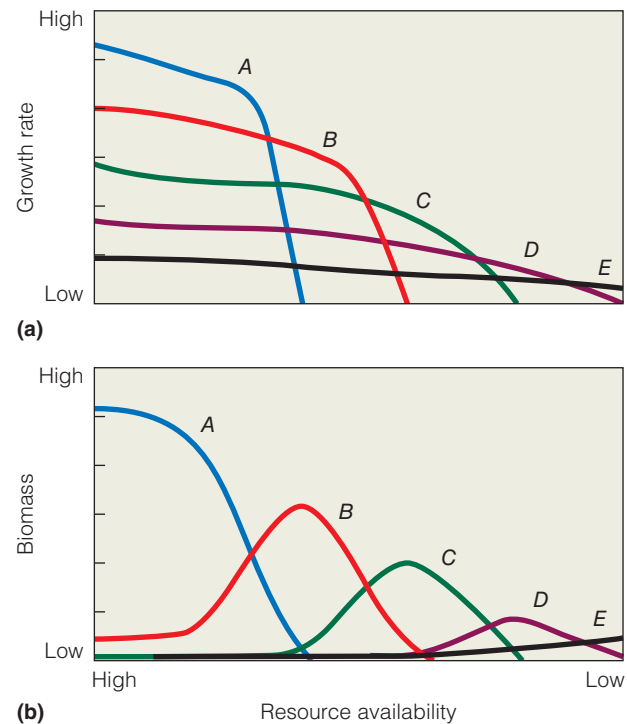 High
A
B
Growth rate
C
D
E
Low
(a)
High
A
B
Biomass
C
D
E
Low
High
Low
(b)
Resource availability